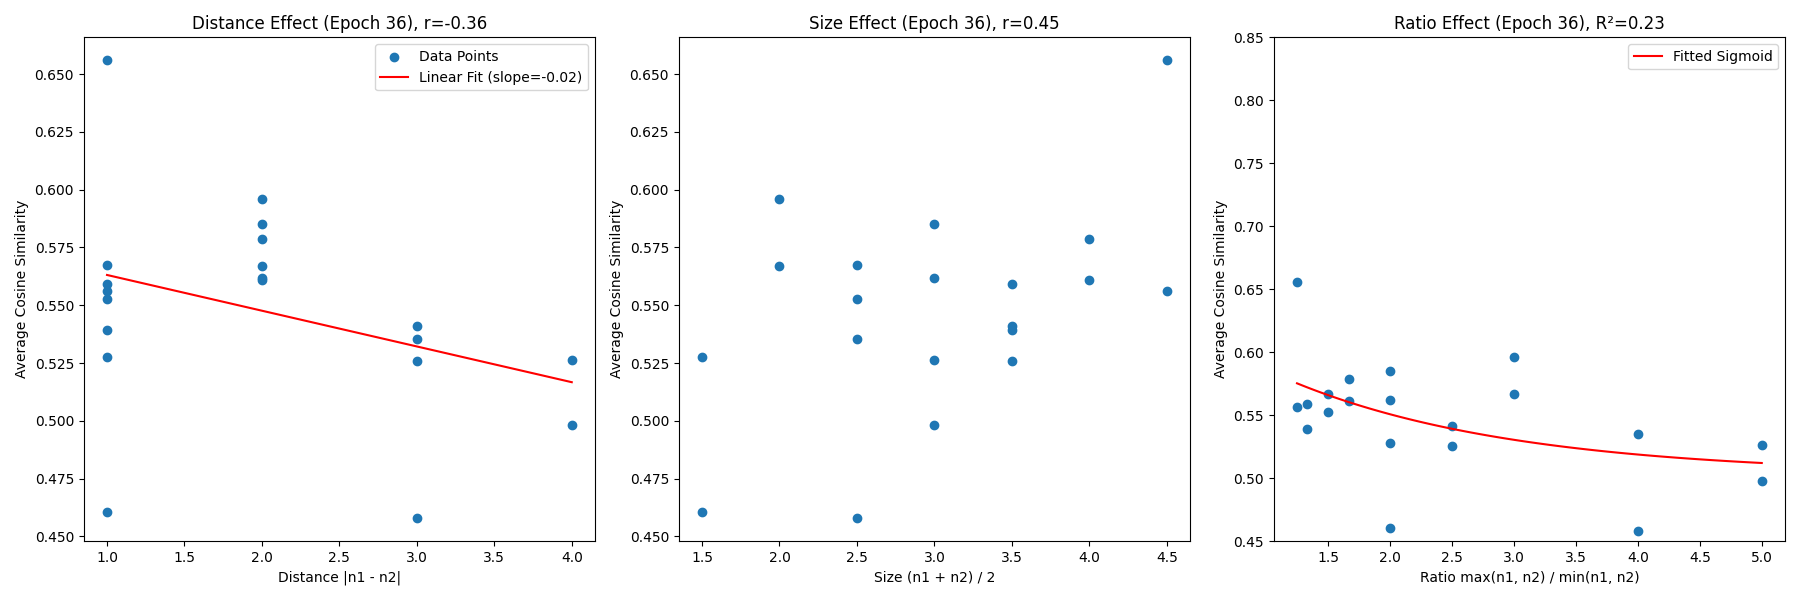 Distance Effect (Epoch 36), r=-0.36
Average Cosine Similarity
0.650
0.625
0.600
0.575
0.550
0.525
0.500
0.475
0.450
Data Points
Linear Fit (slope=-0.02)
1.0 1.5 2.0 2.5 3.0 3.5 4.0
Distance |n1 - n2|
Size Effect (Epoch 36), r=0.45
Average Cosine Similarity
0.650
0.625
0.600
0.575
0.550
0.525
0.500
0.475
0.450
1.5 2.0 2.5 3.0 3.5 4.0 4.5
Size (n1 + n2) / 2
Ratio Effect (Epoch 36), R²=0.23
Average Cosine Similarity
0.85
0.80
0.75
0.70
0.65
0.60
0.55
0.50
0.45
Fitted Sigmoid
1.5 2.0 2.5 3.0 3.5 4.0 4.5 5.0
Ratio max(n1, n2) / min(n1, n2)